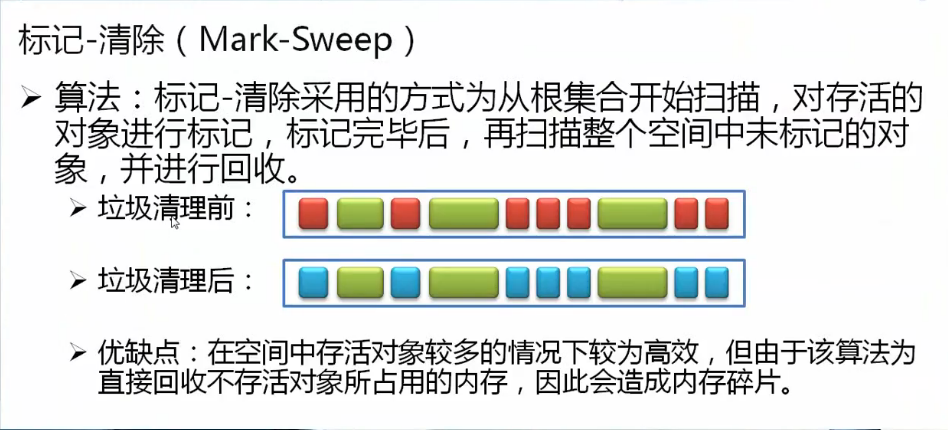 标记-清除（Mark-Sweep）
算法：标记-清除采用的方式为从根集合开始扫描，对存活的
对象进行标记，标记完毕后，再扫描整个空间中未标记的对
象，并进行回收。
垃圾清理前：
垃圾清理后：
优缺点：在空间中存活对象较多的情况下较为高效，但由于该算法为
直接回收不存活对象所占用的内存，因此会造成内存碎片。